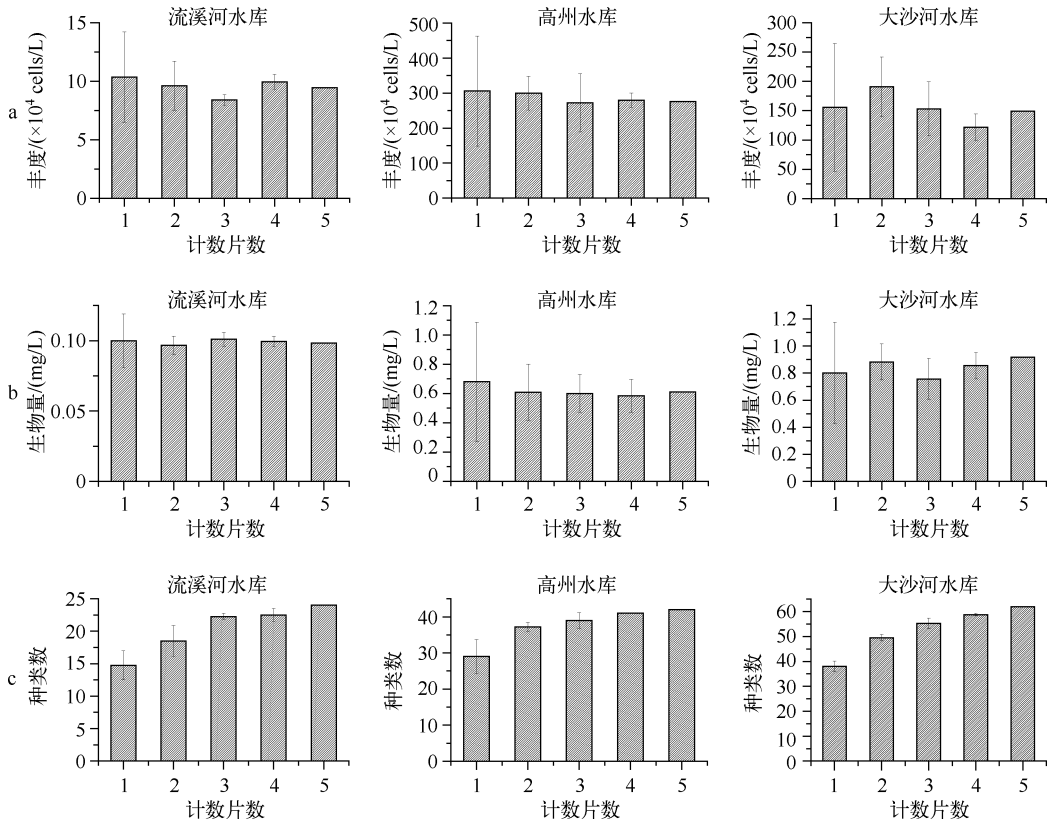 流溪河水库
高州水库
大沙河水库
a
丰度/(×10⁴ cells/L)
15
10
5
0
1 2 3 4 5
计数片数
丰度/(×10⁴ cells/L)
500
400
300
200
100
0
1 2 3 4 5
计数片数
丰度/(×10⁴ cells/L)
300
250
200
150
100
50
0
1 2 3 4 5
计数片数
流溪河水库
高州水库
大沙河水库
b
生物量/(mg/L)
0.10
0.05
0
1 2 3 4 5
计数片数
生物量/(mg/L)
1.2
1.0
0.8
0.6
0.4
0.2
0
1 2 3 4 5
计数片数
生物量/(mg/L)
1.2
1.0
0.8
0.6
0.4
0.2
0
1 2 3 4 5
计数片数
流溪河水库
高州水库
大沙河水库
c
种类数
25
20
15
10
5
0
1 2 3 4 5
计数片数
种类数
40
30
20
10
0
1 2 3 4 5
计数片数
种类数
60
50
40
30
20
10
0
1 2 3 4 5
计数片数